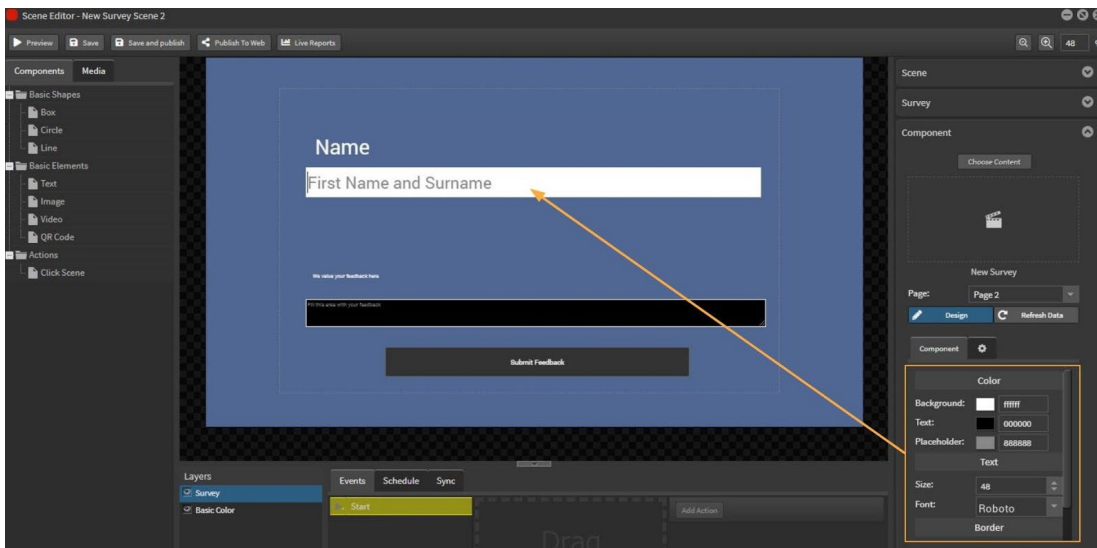 Scene Editor - New Survey Scene 2
Preview Save Save and publish Publish To Web Live Reports 48
Components Media
Basic Shapes
Box
Circle
Line
Basic Elements
Text
Image
Video
QR Code
Actions
Click Scene
Name
First Name and Surname
We value your feedback here
Fill this area with your feedback
Submit Feedback
Layers
Survey
Basic Color
Events Schedule Sync
Start
Drag
Add Action
Scene
Survey
Component
Choose Content
New Survey
Page: Page 2
Design Refresh Data
Component
Color
Background: ffffff
Text: 000000
Placeholder: 888888
Text
Size: 48
Font: Roboto
Border